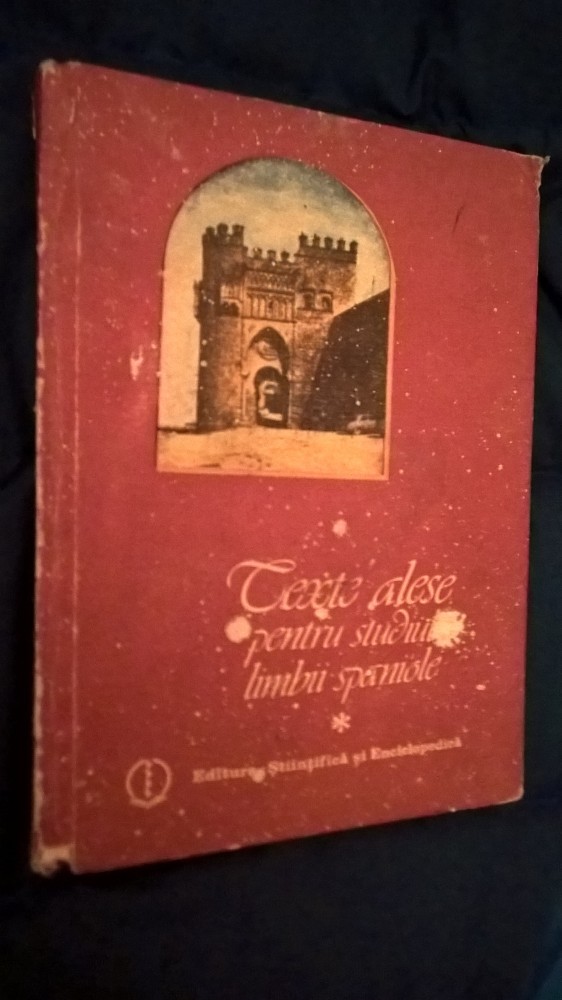 Texte alese
pentru studiul
limbii spaniole
*
Editura Științifică și Enciclopedică